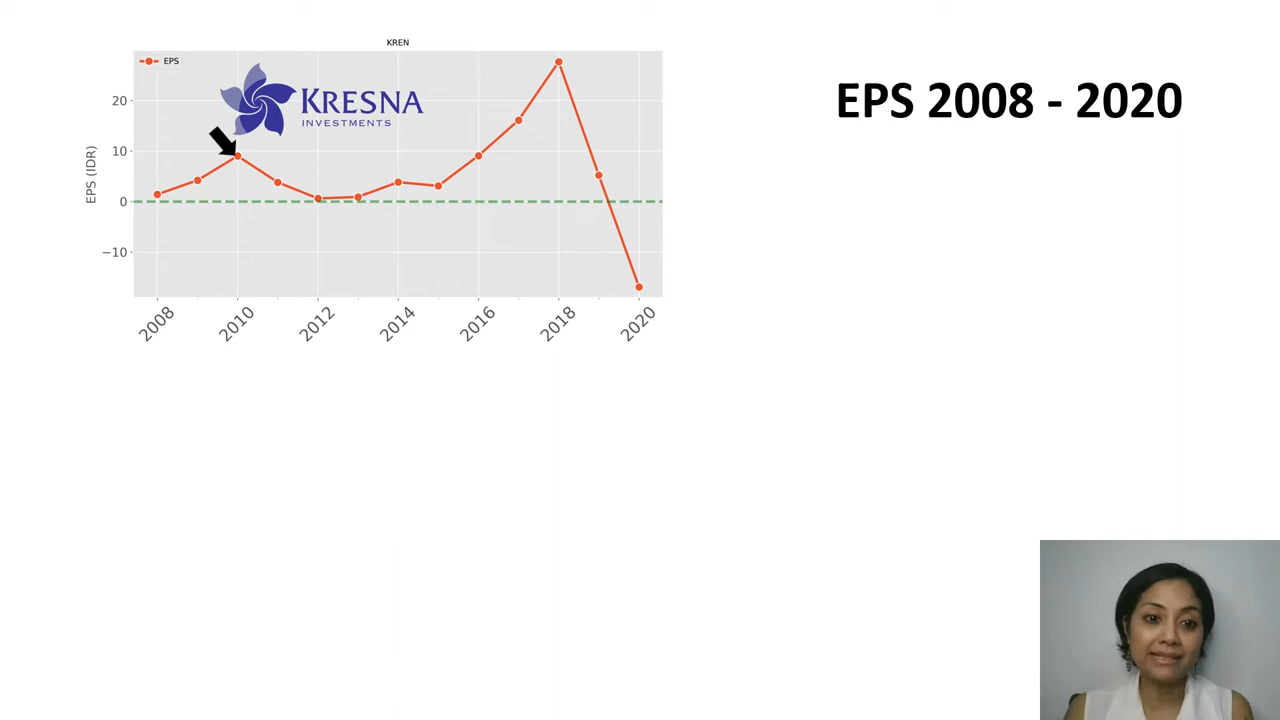 KREN
EPS
KRESNA
INVESTMENTS
EPS 2008 - 2020
EPS (IDR)
20
10
0
−10
2008
2010
2012
2014
2016
2018
2020